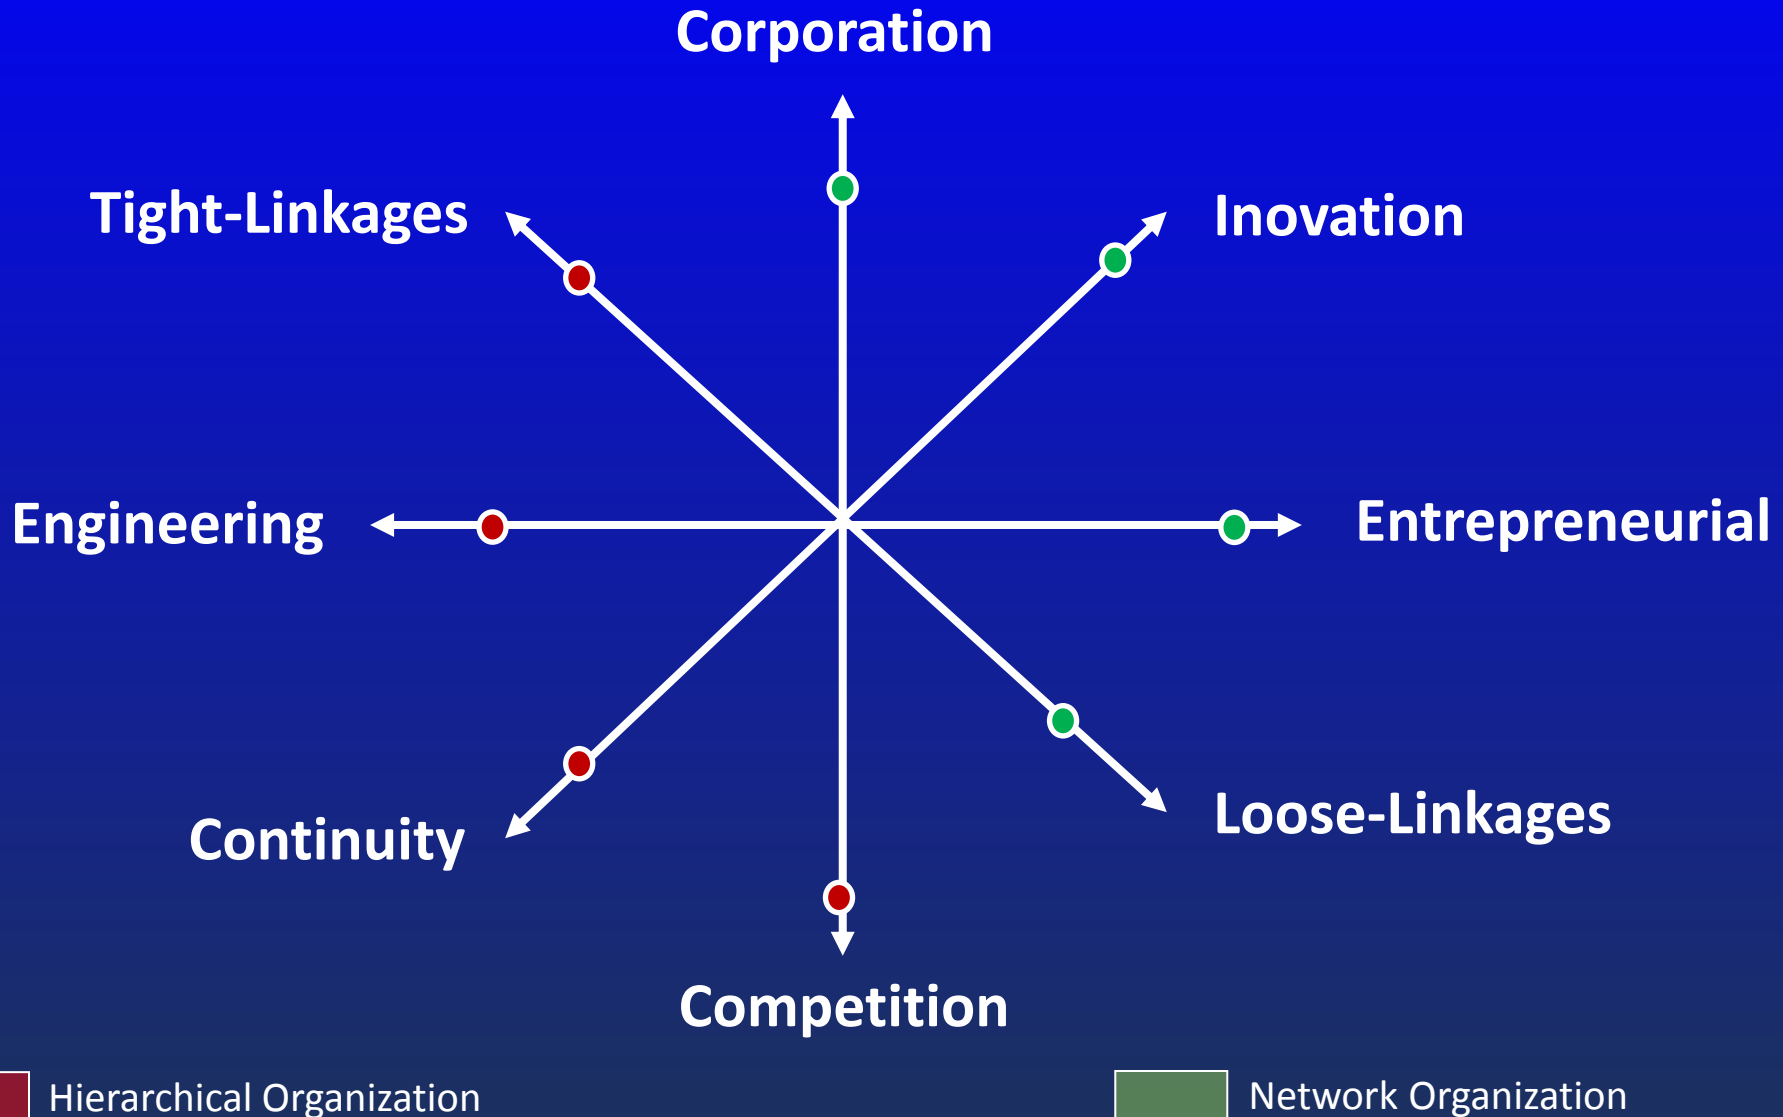 Corporation
Tight-Linkages
Inovation
Engineering
Entrepreneurial
Continuity
Loose-Linkages
Competition
Hierarchical Organization
Network Organization